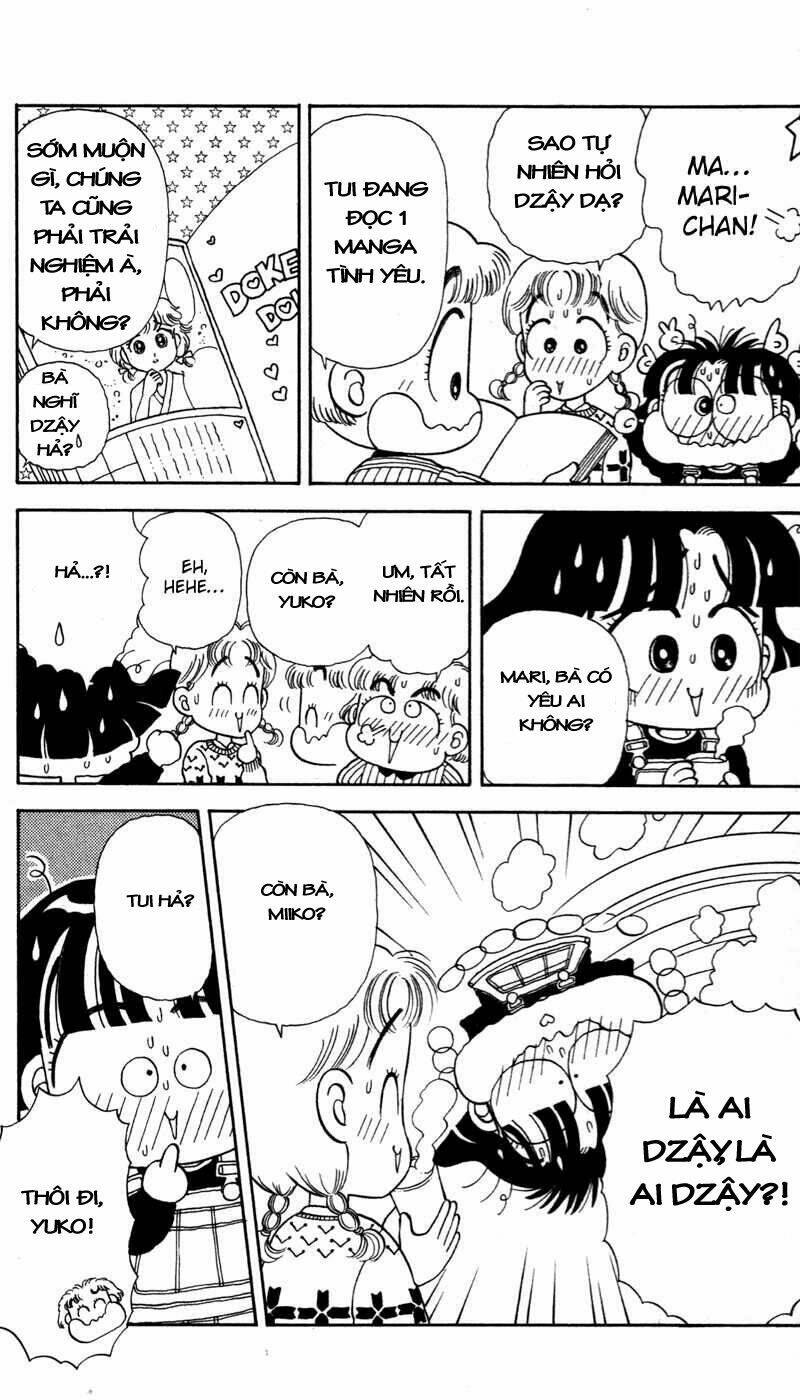 MA...
MARI-
CHAN!
SAO TỰ
NHIÊN HỎI
DZẬY DẠ?
TUI ĐANG
ĐỌC 1
MANGA
TÌNH YÊU.
SỚM MUỘN
GÌ, CHÚNG
TA CŨNG
PHẢI TRẢI
NGHIỆM À,
PHẢI
KHÔNG?
BÀ
NGHĨ
DZẬY
HẢ?
MARI, BÀ CÓ
YÊU AI
KHÔNG?
ƯM, TẤT
NHIÊN RỒI.
CÒN BÀ,
YUKO?
EH,
HEHE...
HẢ...?!
LÀ AI
DZẬY, LÀ
AI DZẬY?!
CÒN BÀ,
MIIKO?
TUI HẢ?
THÔI ĐI,
YUKO!